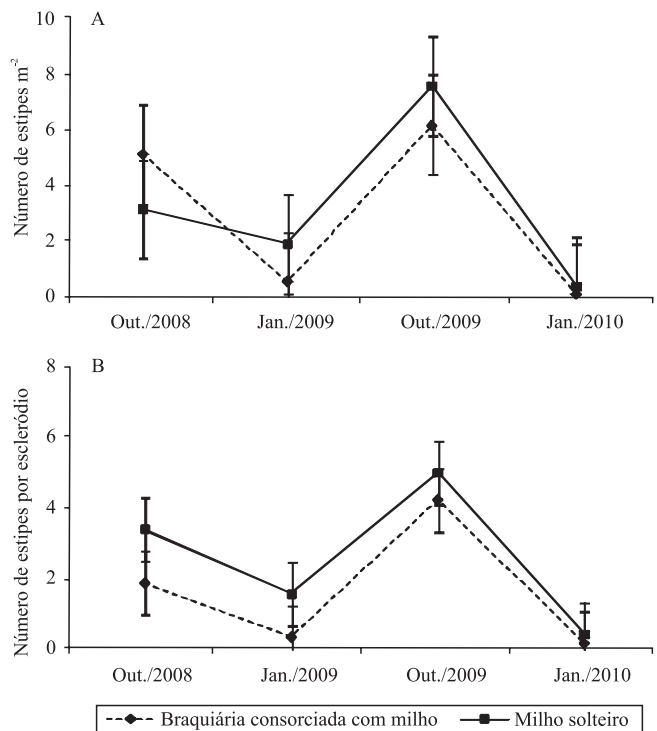 A
Número de estipes m-2
10
8
6
4
2
0
Out./2008 Jan./2009 Out./2009 Jan./2010
B
Número de estipes por escleródio
8
6
4
2
0
Out./2008 Jan./2009 Out./2009 Jan./2010
Braquiária consorciada com milho Milho solteiro